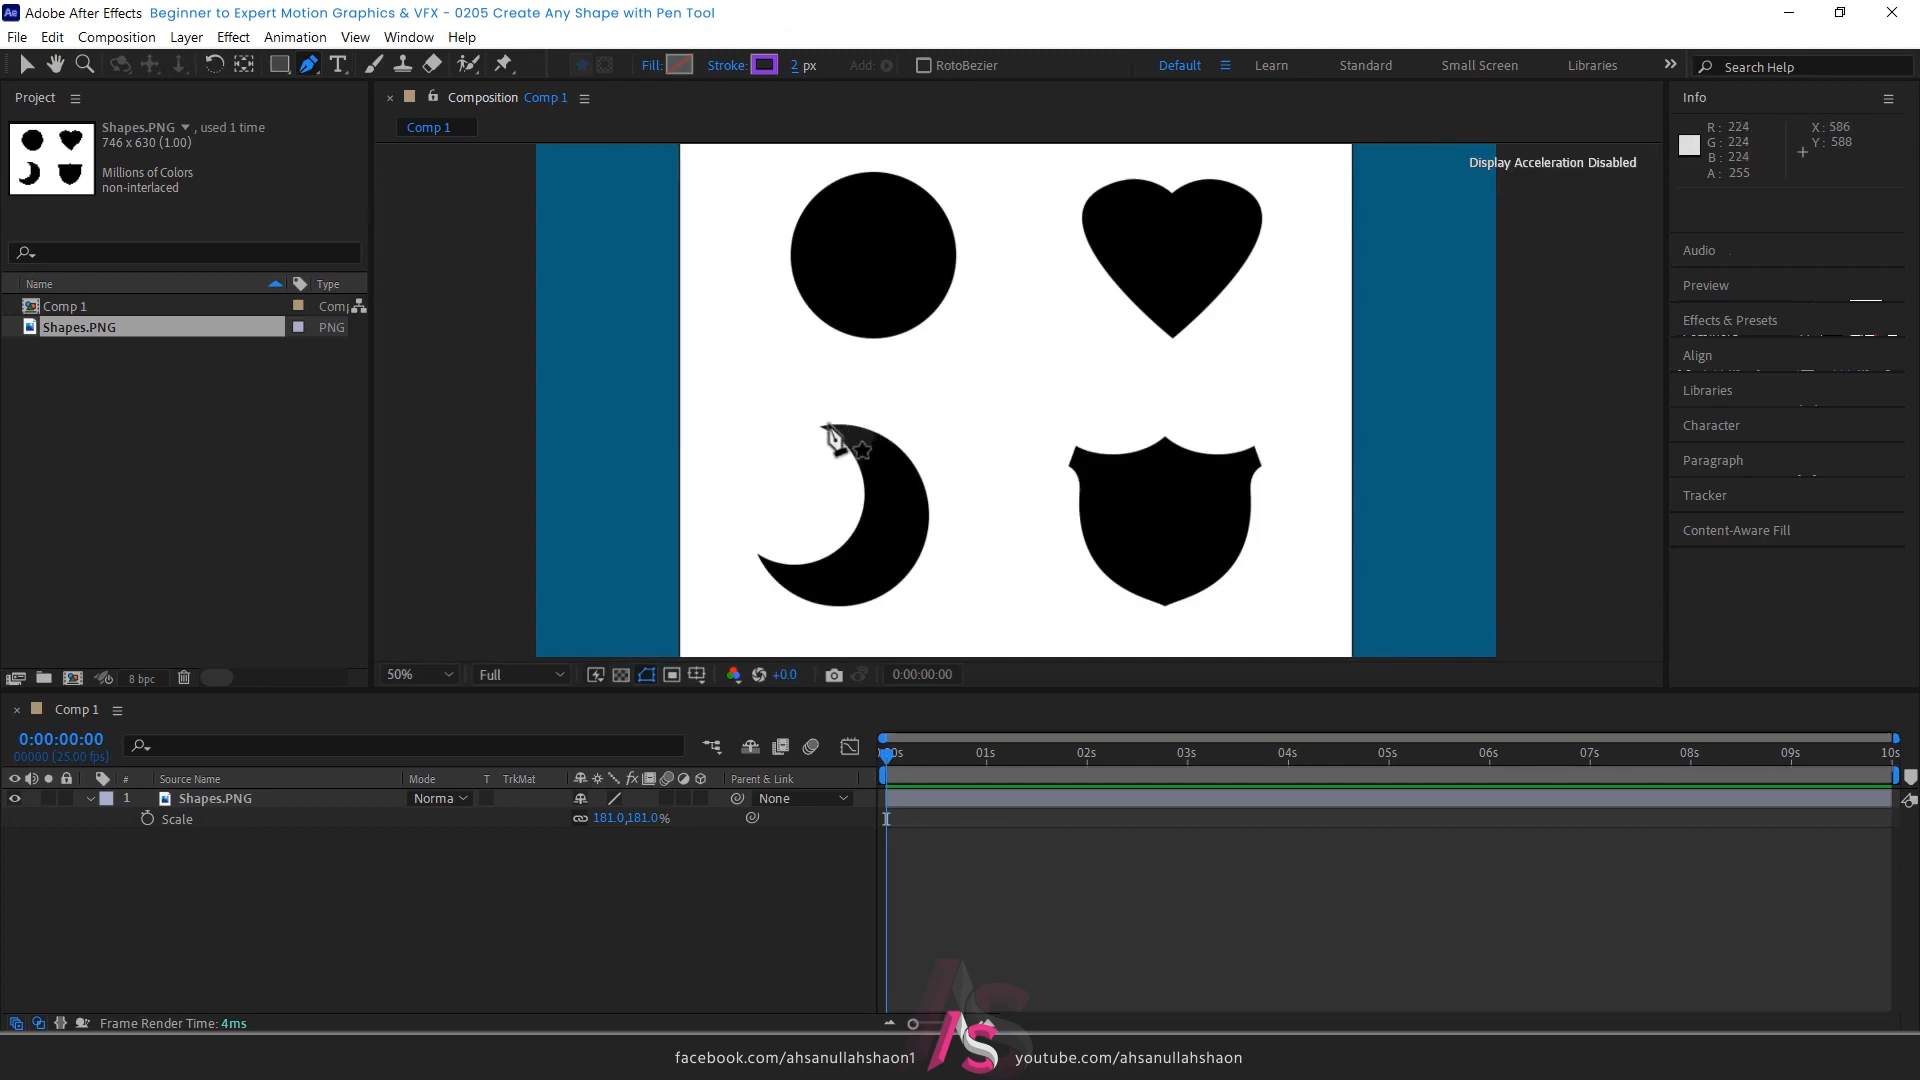 Adobe After Effects Beginner to Expert Motion Graphics & VFX - 0205 Create Any Shape with Pen Tool
File Edit Composition Layer Effect Animation View Window Help
Fill: Stroke: 2 px Add: RotoBezier Default Learn Standard Small Screen Libraries Search Help
Project
Shapes.PNG , used 1 time
746 x 630 (1.00)
Millions of Colors
non-interlaced
Name Type
Comp 1
Shapes.PNG PNG
8 bpc
Composition Comp 1
Comp 1
Display Acceleration Disabled
50% Full +0.0 0:00:00:00
Info
R: 224 X: 586
G: 224 Y: 588
B: 224
A: 255
Audio
Preview
Effects & Presets
Align
Libraries
Character
Paragraph
Tracker
Content-Aware Fill
Comp 1
0:00:00:00
00000 (25.00 fps)
01s 02s 03s 04s 05s 06s 07s 08s 09s 10s
# Source Name Mode T TrkMat Parent & Link
1 Shapes.PNG Norma None
Scale 181.0,181.0%
Frame Render Time: 4ms
facebook.com/ahsanullahshaon1 AS youtube.com/ahsanullahshaon